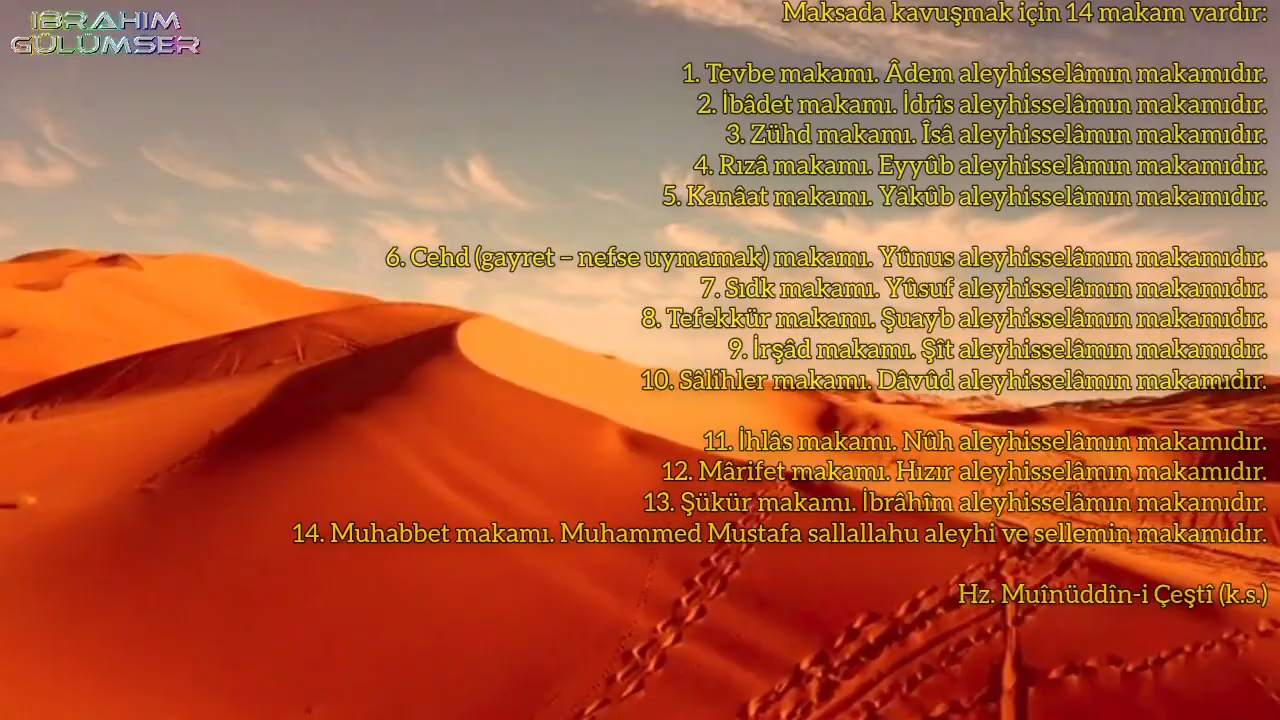 IBRAHIM
GÜLÜMSER
Maksada kavuşmak için 14 makam vardır:
1. Tevbe makamı. Âdem aleyhisselâmın makamıdır.
2. İbâdet makamı. İdrîs aleyhisselâmın makamıdır.
3. Zühd makamı. Îsâ aleyhisselâmın makamıdır.
4. Rızâ makamı. Eyyûb aleyhisselâmın makamıdır.
5. Kanâat makamı. Yâkûb aleyhisselâmın makamıdır.
6. Cehd (gayret – nefse uymamak) makamı. Yûnus aleyhisselâmın makamıdır.
7. Sıdk makamı. Yûsuf aleyhisselâmın makamıdır.
8. Tefekkür makamı. Şuayb aleyhisselâmın makamıdır.
9. İrşâd makamı. Şît aleyhisselâmın makamıdır.
10. Sâlihler makamı. Dâvûd aleyhisselâmın makamıdır.
11. İhlâs makamı. Nûh aleyhisselâmın makamıdır.
12. Mârifet makamı. Hızır aleyhisselâmın makamıdır.
13. Şükür makamı. İbrâhîm aleyhisselâmın makamıdır.
14. Muhabbet makamı. Muhammed Mustafa sallallahu aleyhi ve sellemin makamıdır.
Hz. Muînüddîn-i Çeştî (k.s.)